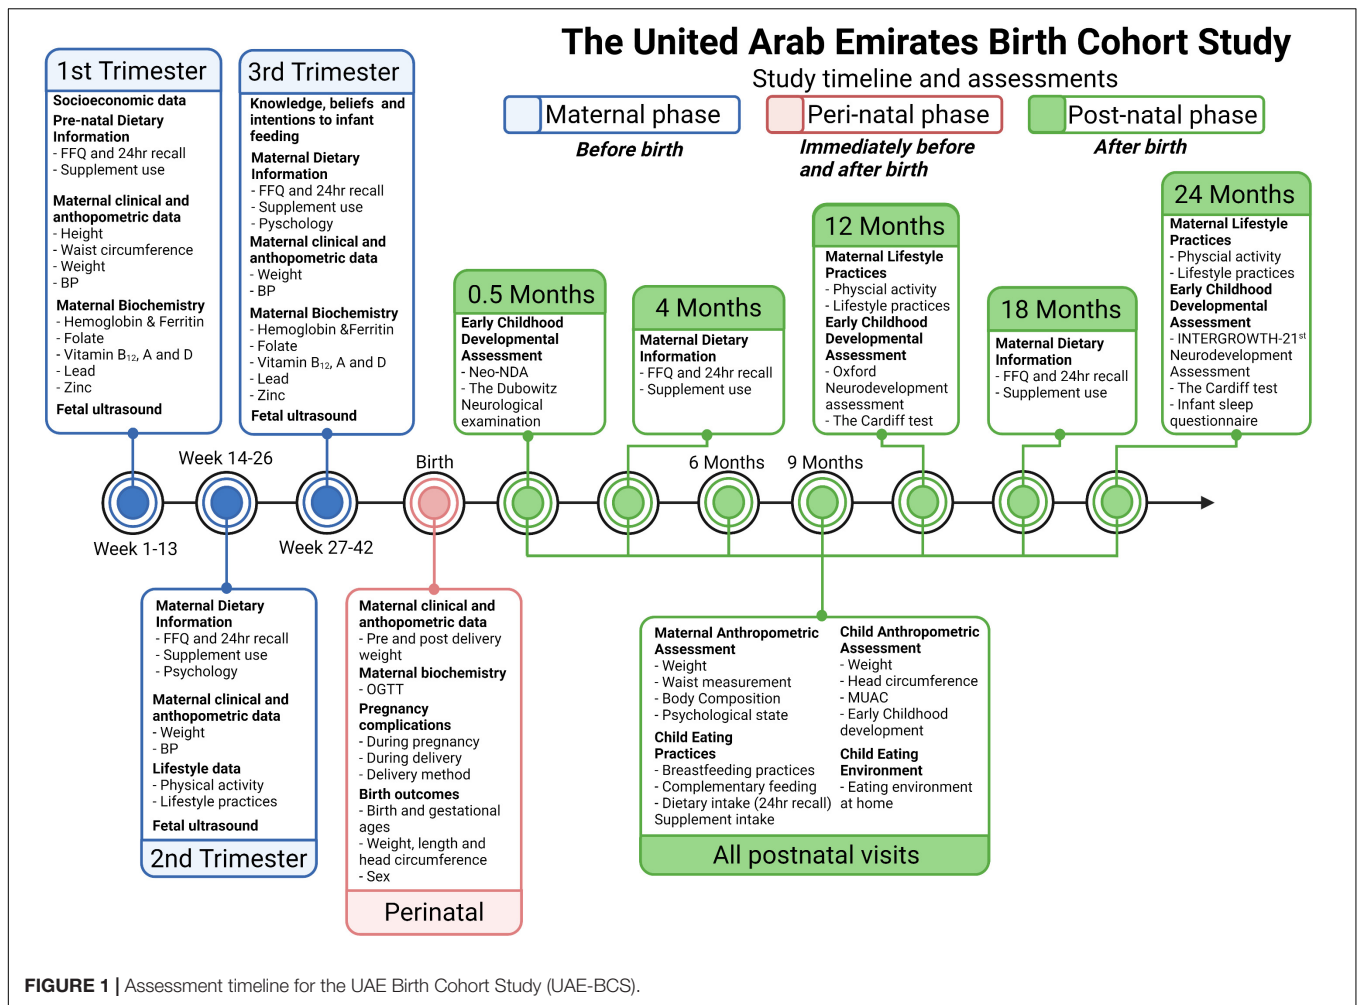 The United Arab Emirates Birth Cohort Study
Study timeline and assessments
Maternal phase
Before birth
Peri-natal phase
Immediately before
and after birth
Post-natal phase
After birth
1st Trimester
Socioeconomic data
Pre-natal Dietary
Information
- FFQ and 24hr recall
- Supplement use
Maternal clinical and
anthopometric data
- Height
- Waist circumference
- Weight
- BP
Maternal Biochemistry
- Hemoglobin & Ferritin
- Folate
- Vitamin B₁₂, A and D
- Lead
- Zinc
Fetal ultrasound
3rd Trimester
Knowledge, beliefs and
intentions to infant
feeding
Maternal Dietary
Information
- FFQ and 24hr recall
- Supplement use
- Pyschology
Maternal clinical and
anthopometric data
- Weight
- BP
Maternal Biochemistry
- Hemoglobin &Ferritin
- Folate
- Vitamin B₁₂, A and D
- Lead
- Zinc
Fetal ultrasound
0.5 Months
Early Childhood
Developmental
Assessment
- Neo-NDA
- The Dubowitz
Neurological
examination
4 Months
Maternal Dietary
Information
- FFQ and 24hr recall
- Supplement use
12 Months
Maternal Lifestyle
Practices
- Physcial activity
- Lifestyle practices
Early Childhood
Developmental
Assessment
- Oxford
Neurodevelopment
assessment
- The Cardiff test
18 Months
Maternal Dietary
Information
- FFQ and 24hr recall
- Supplement use
24 Months
Maternal Lifestyle
Practices
- Physcial activity
- Lifestyle practices
Early Childhood
Developmental
Assessment
- INTERGROWTH-21ˢᵗ
Neurodevelopment
Assessment
- The Cardiff test
- Infant sleep
questionnaire
Week 14-26
Birth
6 Months
9 Months
Week 1-13
Week 27-42
Maternal Dietary
Information
- FFQ and 24hr recall
- Supplement use
- Psychology
Maternal clinical and
anthopometric data
- Weight
- BP
Lifestyle data
- Physical activity
- Lifestyle practices
Fetal ultrasound
2nd Trimester
Maternal clinical and
anthopometric data
- Pre and post delivery
weight
Maternal biochemistry
- OGTT
Pregnancy
complications
- During pregnancy
- During delivery
- Delivery method
Birth outcomes
- Birth and gestational
ages
- Weight, length and
head circumference
- Sex
Perinatal
Maternal Anthropometric
Assessment
- Weight
- Waist measurement
- Body Composition
- Psychological state
Child Eating
Practices
- Breastfeeding practices
- Complementary feeding
- Dietary intake (24hr recall)
Supplement intake
Child Anthropometric
Assessment
- Weight
- Head circumference
- MUAC
- Early Childhood
development
Child Eating
Environment
- Eating environment
at home
All postnatal visits
FIGURE 1 | Assessment timeline for the UAE Birth Cohort Study (UAE-BCS).